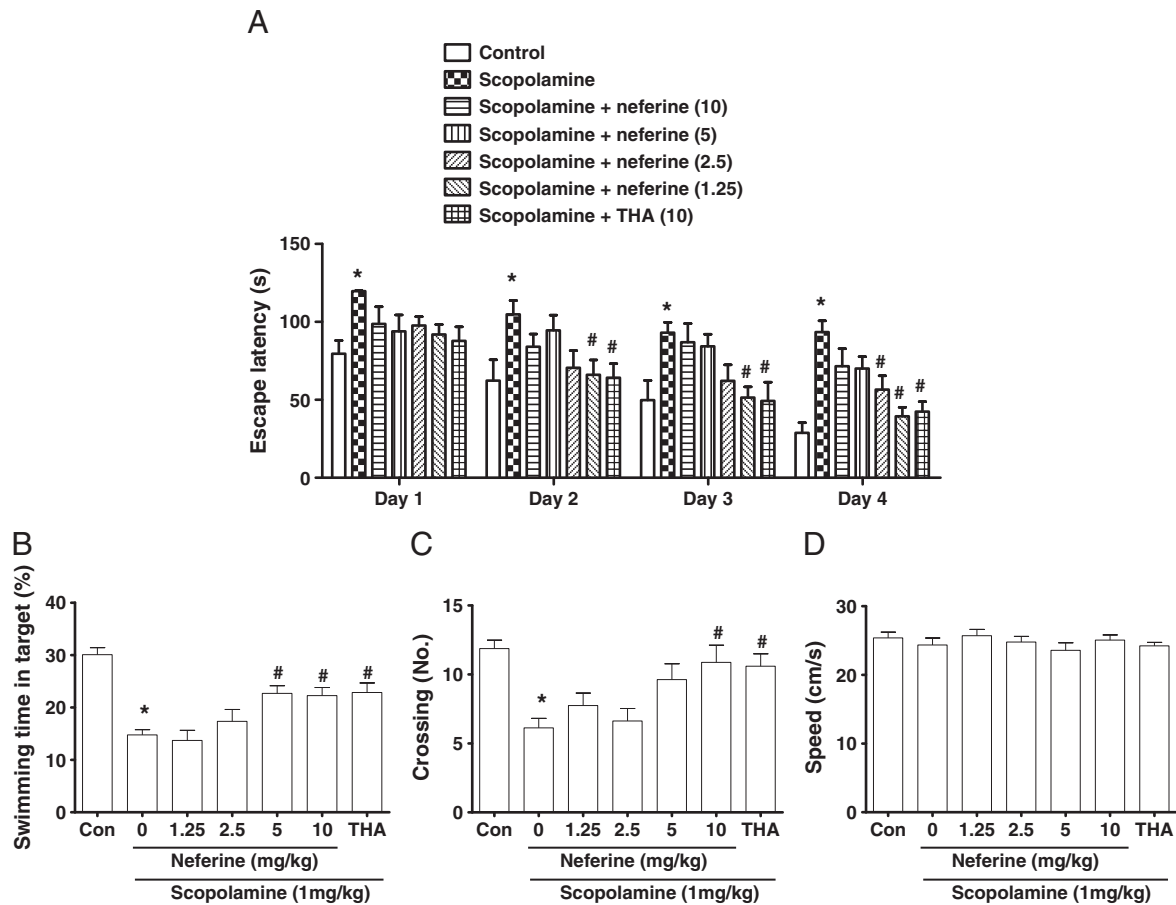 A
Control
Scopolamine
Scopolamine + neferine (10)
Scopolamine + neferine (5)
Scopolamine + neferine (2.5)
Scopolamine + neferine (1.25)
Scopolamine + THA (10)
Escape latency (s)
150
100
50
0
* * * *
# # # # # # #
Day 1 Day 2 Day 3 Day 4
B
Swimming time in target (%)
40
30
20
10
0
* # # #
Con 0 1.25 2.5 5 10 THA
Neferine (mg/kg)
Scopolamine (1mg/kg)
C
Crossing (No.)
15
10
5
0
* # #
Con 0 1.25 2.5 5 10 THA
Neferine (mg/kg)
Scopolamine (1mg/kg)
D
Speed (cm/s)
30
20
10
0
Con 0 1.25 2.5 5 10 THA
Neferine (mg/kg)
Scopolamine (1mg/kg)